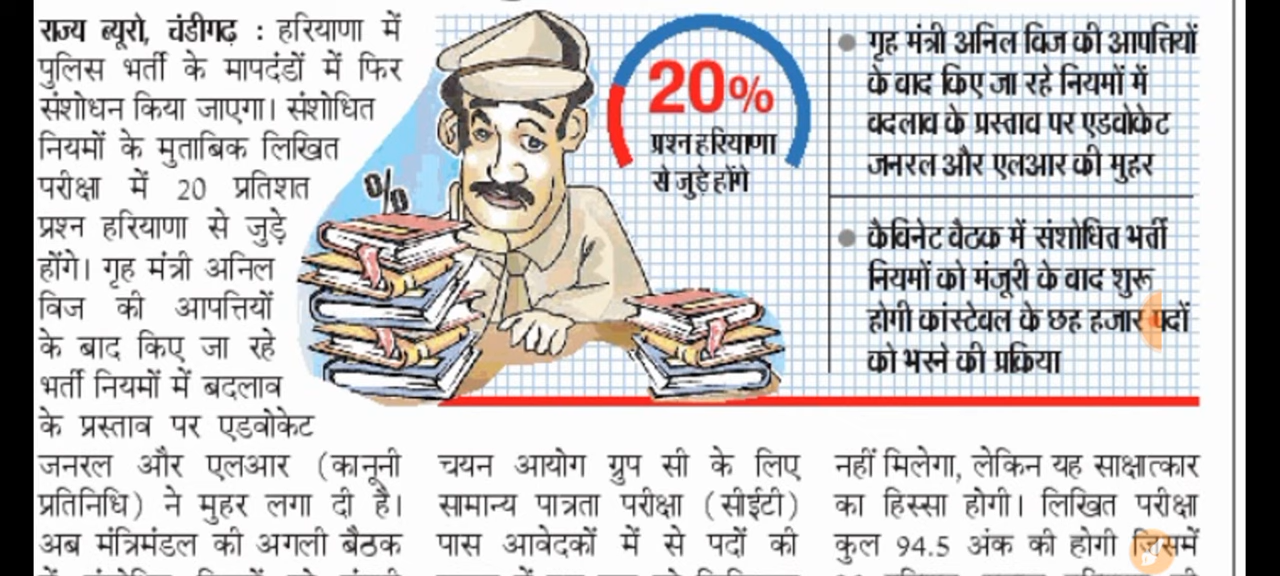 राज्य ब्यूरो, चंडीगढ़ : हरियाणा में
पुलिस भर्ती के मापदंडों में फिर
संशोधन किया जाएगा। संशोधित
नियमों के मुताबिक लिखित
परीक्षा में 20 प्रतिशत
प्रश्न हरियाणा से जुड़े
होंगे। गृह मंत्री अनिल
विज की आपत्तियों
के बाद किए जा रहे
भर्ती नियमों में बदलाव
के प्रस्ताव पर एडवोकेट
जनरल और एलआर (कानूनी
प्रतिनिधि) ने मुहर लगा दी है।
अब मंत्रिमंडल की अगली बैठक
%
20%
प्रश्न हरियाणा
से जुड़े होंगे
गृह मंत्री अनिल विज की आपत्तियों
के वाद किए जा रहे नियमों में
वदलाव के प्रस्ताव पर एडवोकेट
जनरल और एलआर की मुहर
कैविनेट वैठक में संशोधित भर्ती
नियमों को मंजूरी के वाद शुरू
होगी कांस्टेवल के छह हजार पदों
को भरने की प्रक्रिया
चयन आयोग ग्रुप सी के लिए
सामान्य पात्रता परीक्षा (सीईटी)
पास आवेदकों में से पदों की
नहीं मिलेगा, लेकिन यह साक्षात्कार
का हिस्सा होगी। लिखित परीक्षा
कुल 94.5 अंक की होगी जिसमें